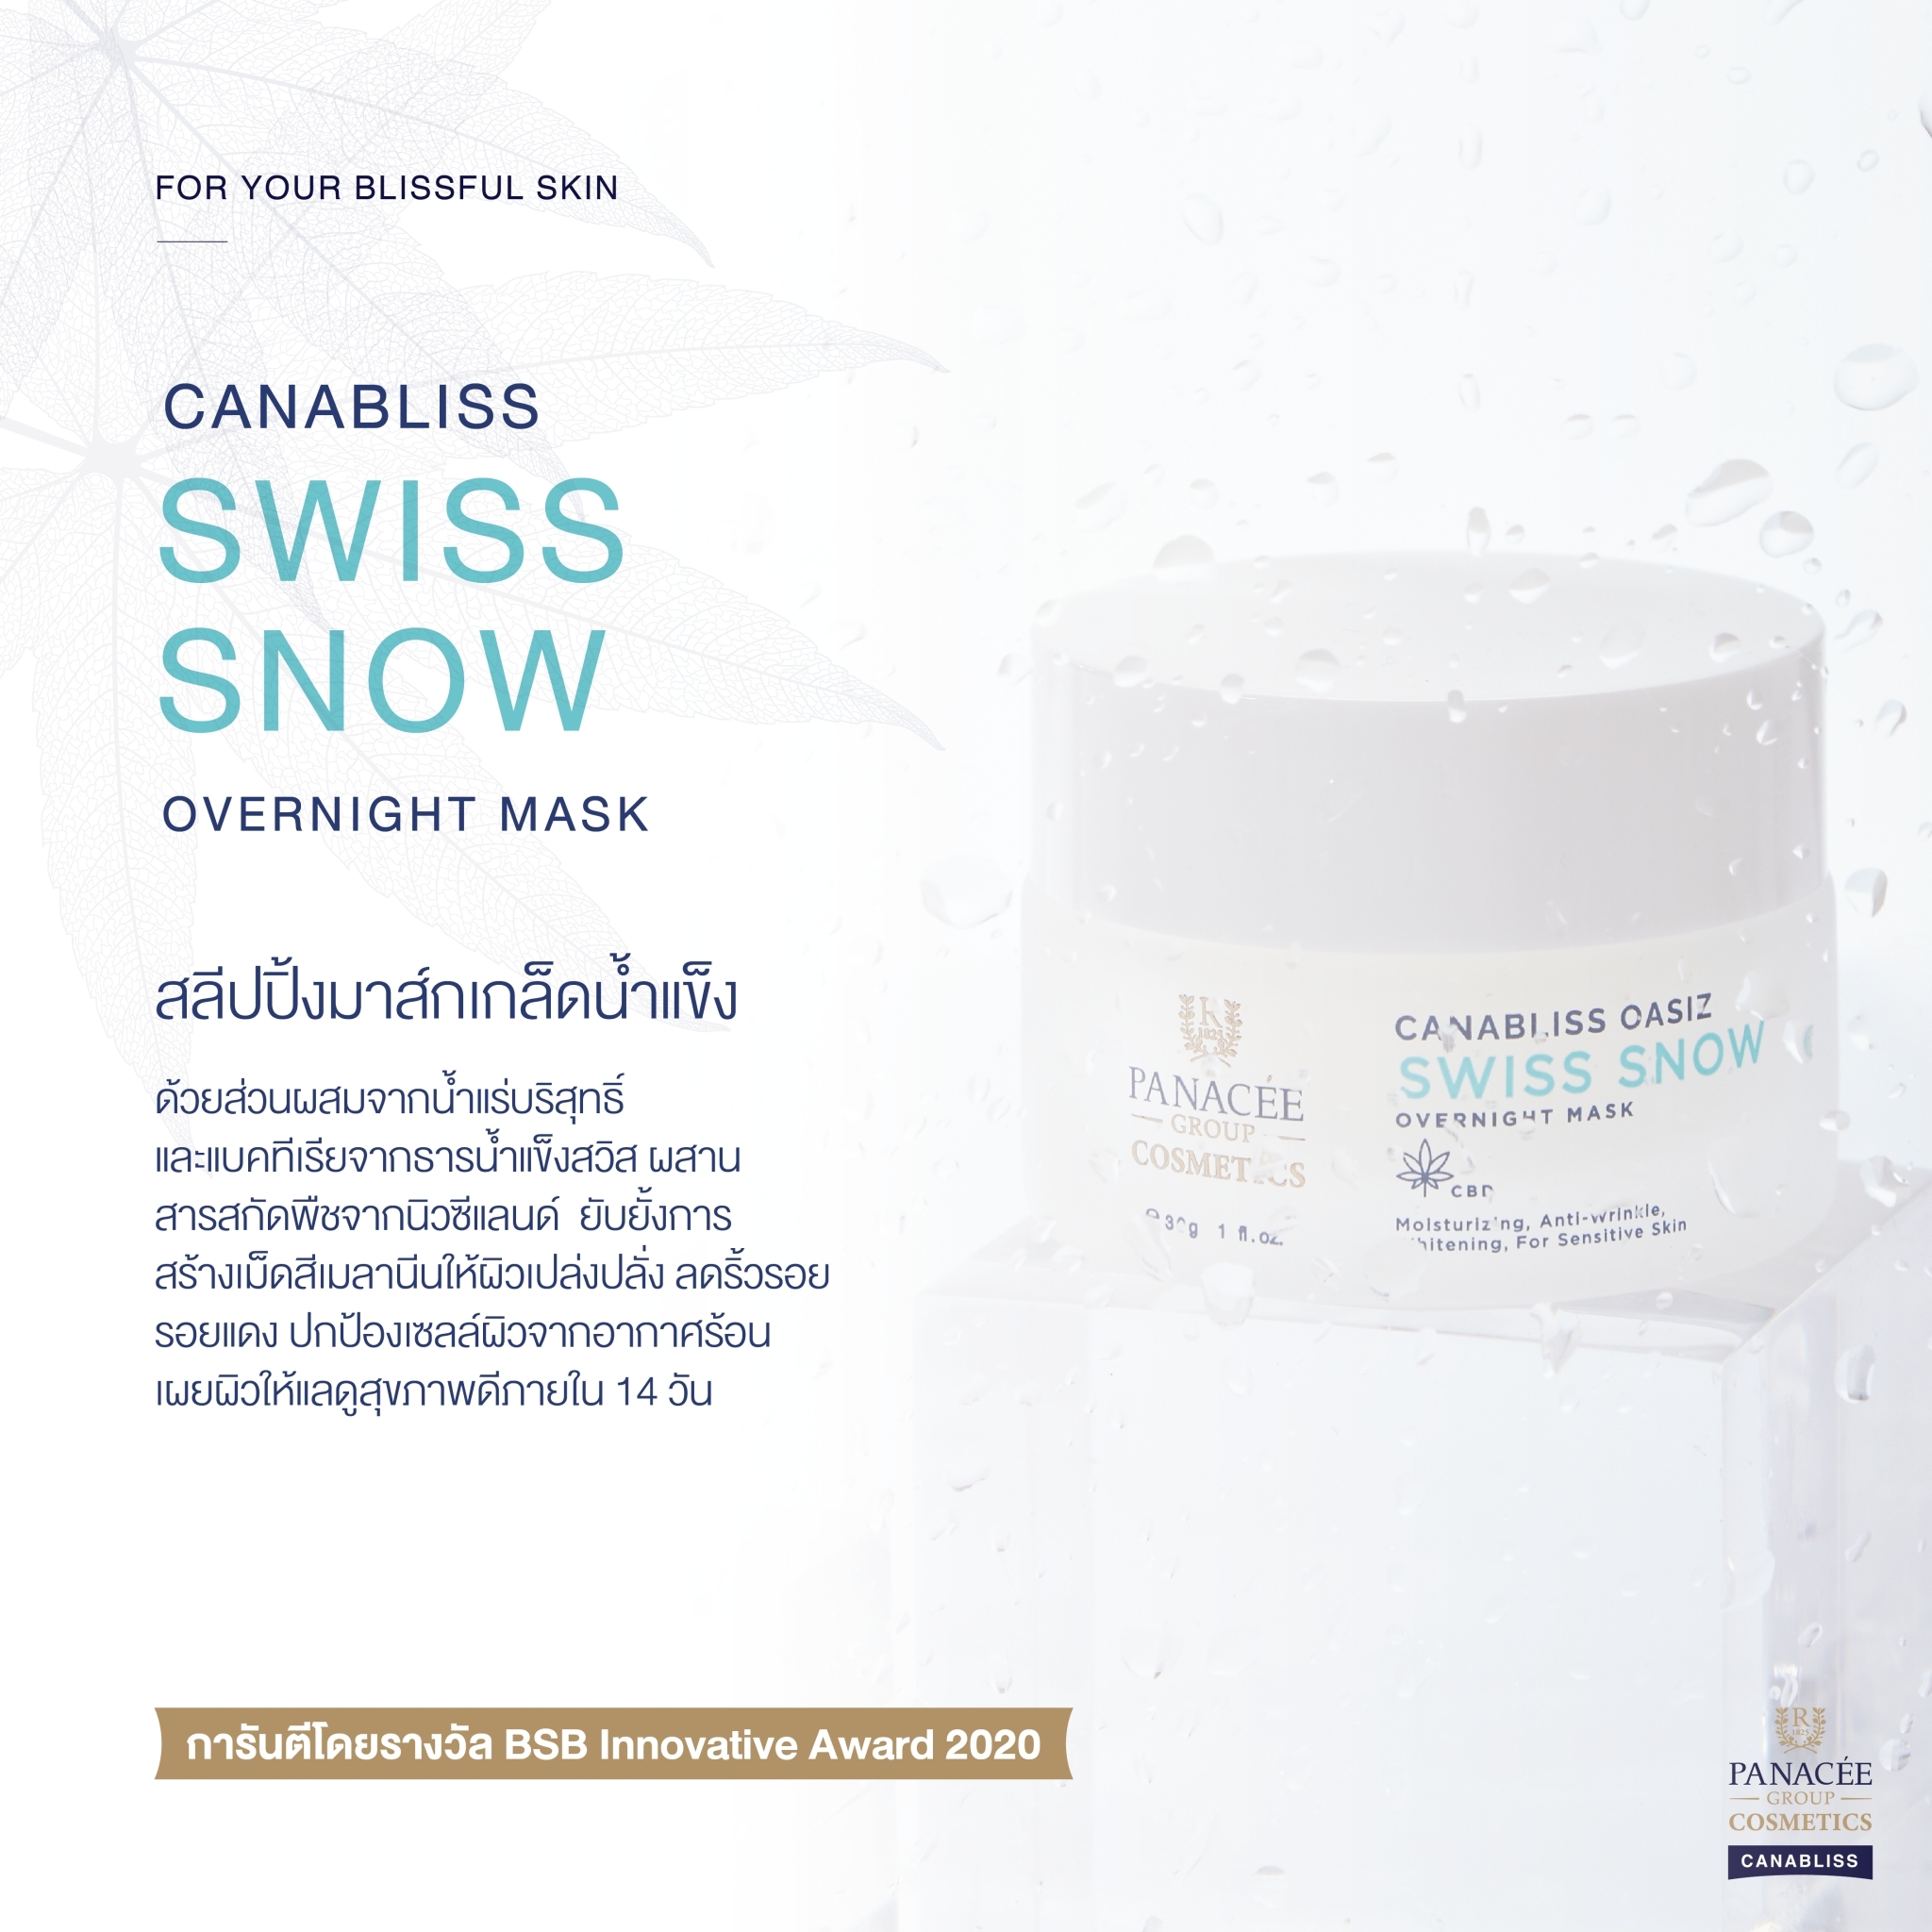 FOR YOUR BLISSFUL SKIN
CANABLISS
SWISS
SNOW
OVERNIGHT MASK
สลีปปิ้งมาส์กเกล็ดน้ำแข็ง
ด้วยส่วนผสมจากน้ำแร่บริสุทธิ์
และแบคทีเรียจากธารน้ำแข็งสวิส ผสาน
สารสกัดพืชจากนิวซีแลนด์ ยับยั้งการ
สร้างเม็ดสีเมลานีนให้ผิวเปล่งปลั่ง ลดริ้วรอย
รอยแดง ปกป้องเซลล์ผิวจากอากาศร้อน
เผยผิวให้แลดูสุขภาพดีภายใน 14 วัน
การันตีโดยรางวัล BSB Innovative Award 2020
R
1825
PANACÉE
GROUP
COSMETICS
℮ 30g 1 fl.oz.
CANABLISS OASIZ
SWISS SNOW
OVERNIGHT MASK
CBD
Moisturizing, Anti-wrinkle,
Whitening, For Sensitive Skin
R
1825
PANACÉE
GROUP
COSMETICS
CANABLISS